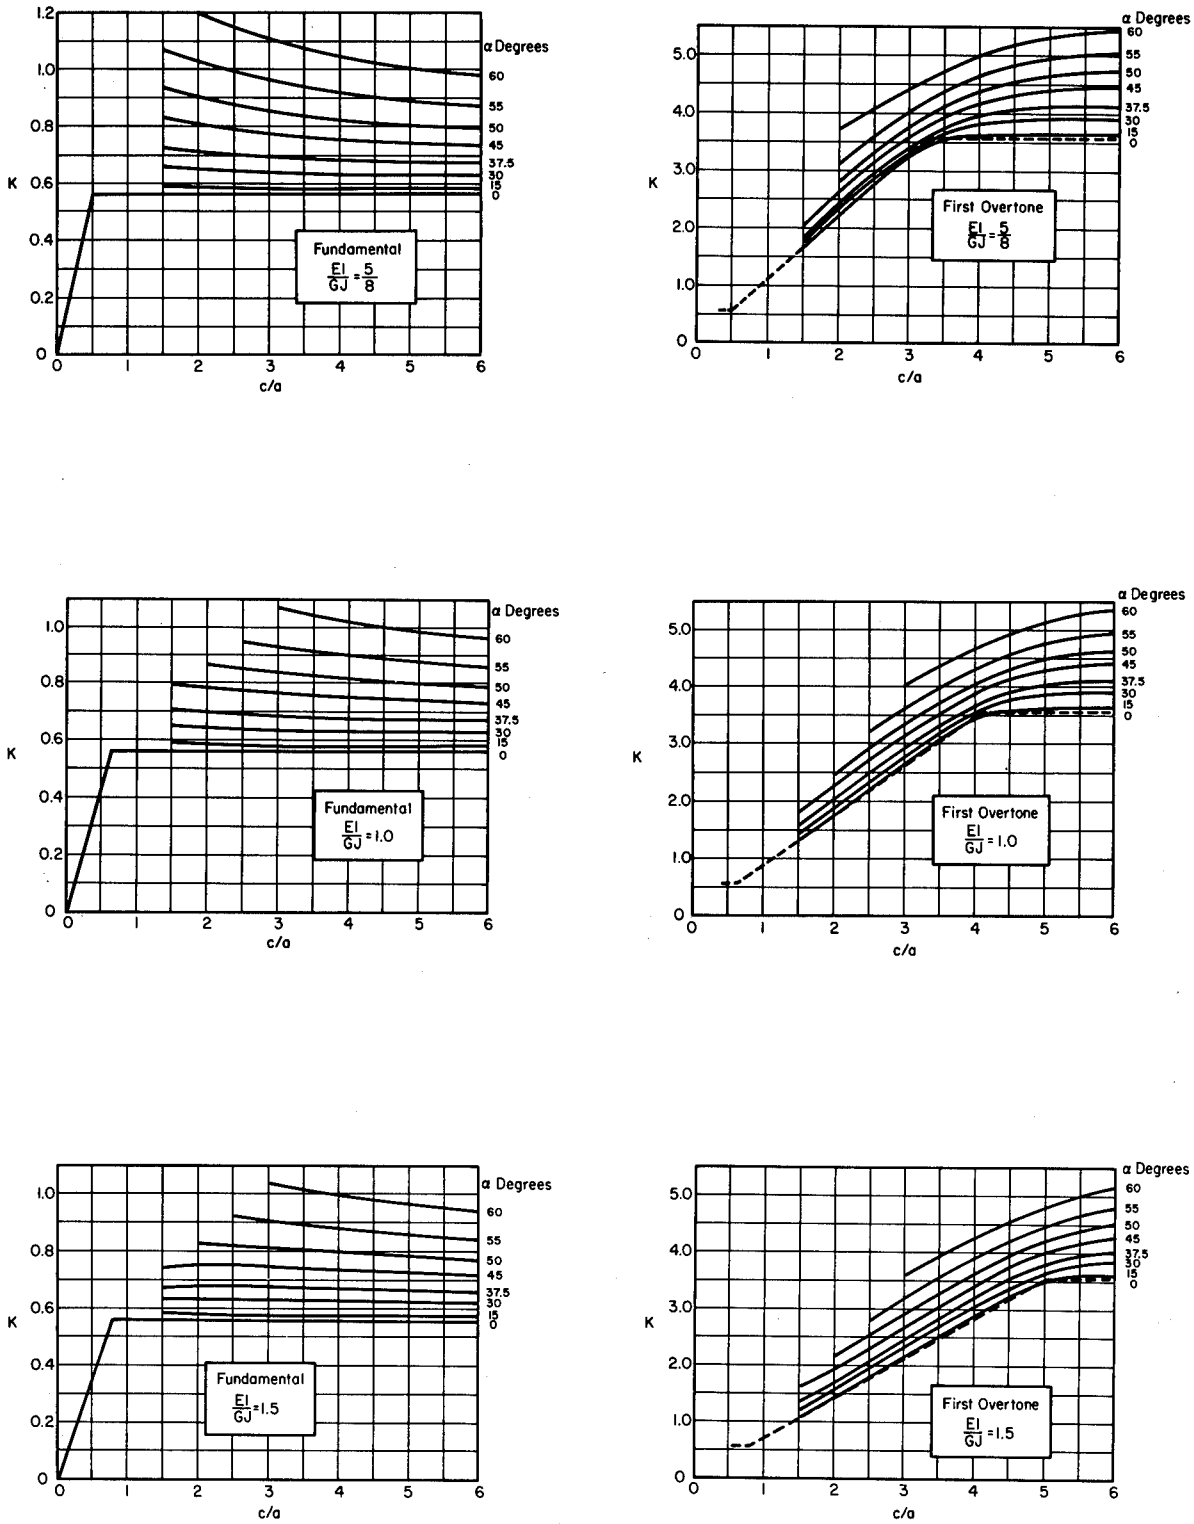 α Degrees
1.2
1.0
0.8
0.6
0.4
0.2
0
K
60
55
50
45
37.5
30
15
0
Fundamental
EI/GJ = 5/8
0 1 2 3 4 5 6
c/a
α Degrees
5.0
4.0
3.0
2.0
1.0
0
K
60
55
50
45
37.5
30
15
0
First Overtone
EI/GJ = 5/8
0 1 2 3 4 5 6
c/a
α Degrees
1.0
0.8
0.6
0.4
0.2
0
K
60
55
50
45
37.5
30
15
0
Fundamental
EI/GJ = 1.0
0 1 2 3 4 5 6
c/a
α Degrees
5.0
4.0
3.0
2.0
1.0
0
K
60
55
50
45
37.5
30
15
0
First Overtone
EI/GJ = 1.0
0 1 2 3 4 5 6
c/a
α Degrees
1.0
0.8
0.6
0.4
0.2
0
K
60
55
50
45
37.5
30
15
0
Fundamental
EI/GJ = 1.5
0 1 2 3 4 5 6
c/a
α Degrees
5.0
4.0
3.0
2.0
1.0
0
K
60
55
50
45
37.5
30
15
0
First Overtone
EI/GJ = 1.5
0 1 2 3 4 5 6
c/a